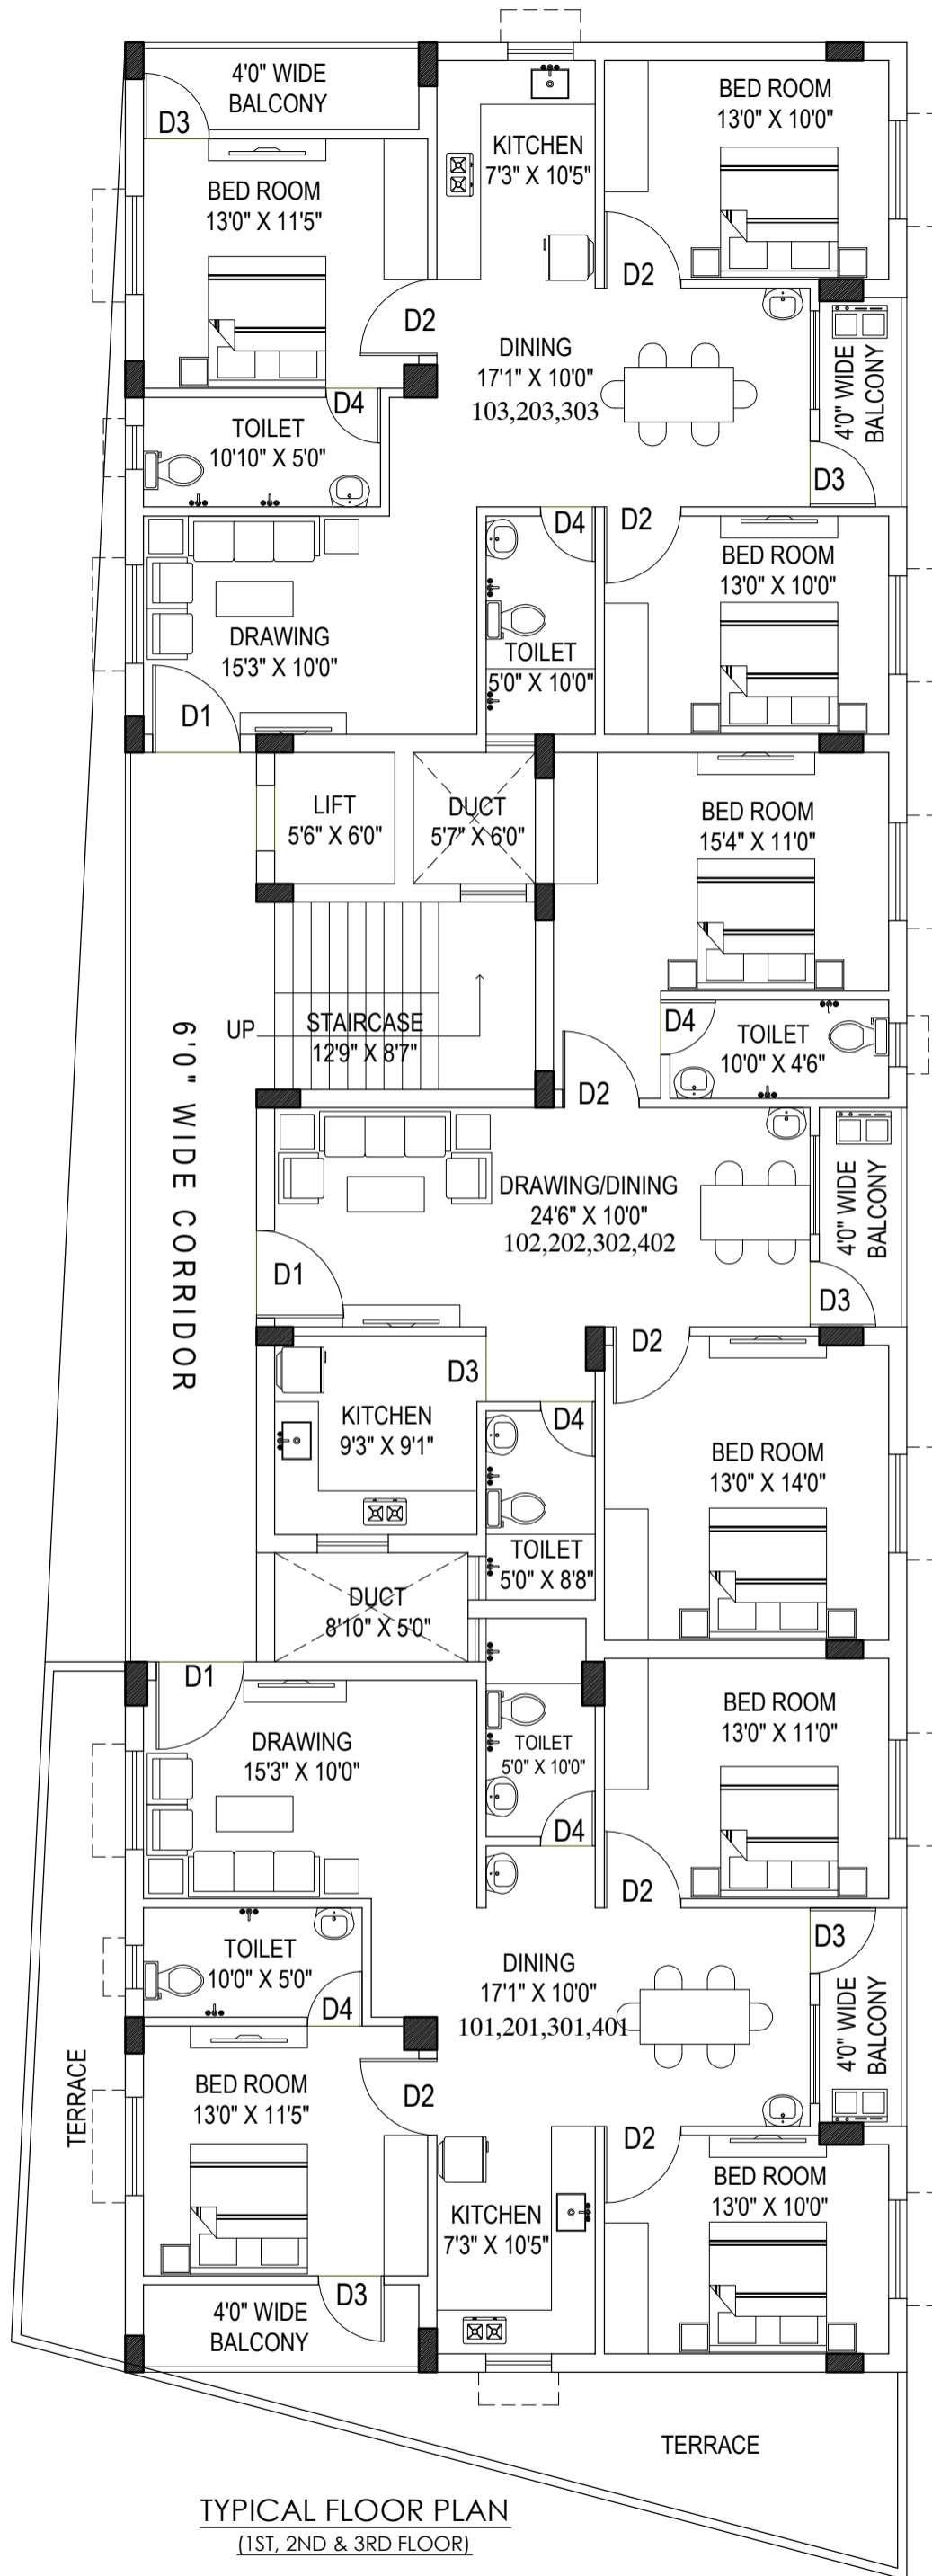 4'0" WIDE
BALCONY
D3
BED ROOM
13'0" X 11'5"
KITCHEN
7'3" X 10'5"
BED ROOM
13'0" X 10'0"
D2
D2
DINING
17'1" X 10'0"
103,203,303
4'0" WIDE
BALCONY
D3
D4
TOILET
10'10" X 5'0"
D4
D2
BED ROOM
13'0" X 10'0"
DRAWING
15'3" X 10'0"
TOILET
5'0" X 10'0"
D1
LIFT
5'6" X 6'0"
DUCT
5'7" X 6'0"
BED ROOM
15'4" X 11'0"
UP
STAIRCASE
12'9" X 8'7"
D4
TOILET
10'0" X 4'6"
D2
6'0" WIDE CORRIDOR
DRAWING/DINING
24'6" X 10'0"
102,202,302,402
4'0" WIDE
BALCONY
D1
D3
D2
D3
KITCHEN
9'3" X 9'1"
D4
BED ROOM
13'0" X 14'0"
TOILET
5'0" X 8'8"
DUCT
8'10" X 5'0"
D1
DRAWING
15'3" X 10'0"
TOILET
5'0" X 10'0"
D4
BED ROOM
13'0" X 11'0"
D2
TOILET
10'0" X 5'0"
D4
DINING
17'1" X 10'0"
101,201,301,401
D3
4'0" WIDE
BALCONY
TERRACE
BED ROOM
13'0" X 11'5"
D2
D2
KITCHEN
7'3" X 10'5"
BED ROOM
13'0" X 10'0"
D3
4'0" WIDE
BALCONY
TERRACE
TYPICAL FLOOR PLAN
(1ST, 2ND & 3RD FLOOR)